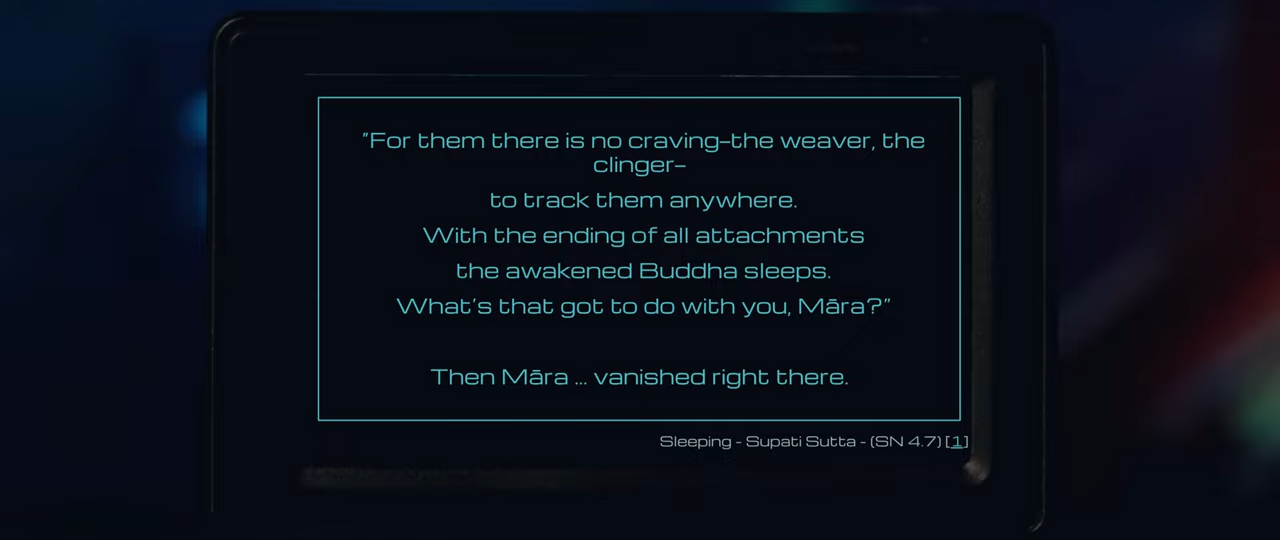 "For them there is no craving–the weaver, the
clinger–
to track them anywhere.
With the ending of all attachments
the awakened Buddha sleeps.
What's that got to do with you, Māra?"
Then Māra ... vanished right there.
Sleeping - Supati Sutta - (SN 4.7) [1]